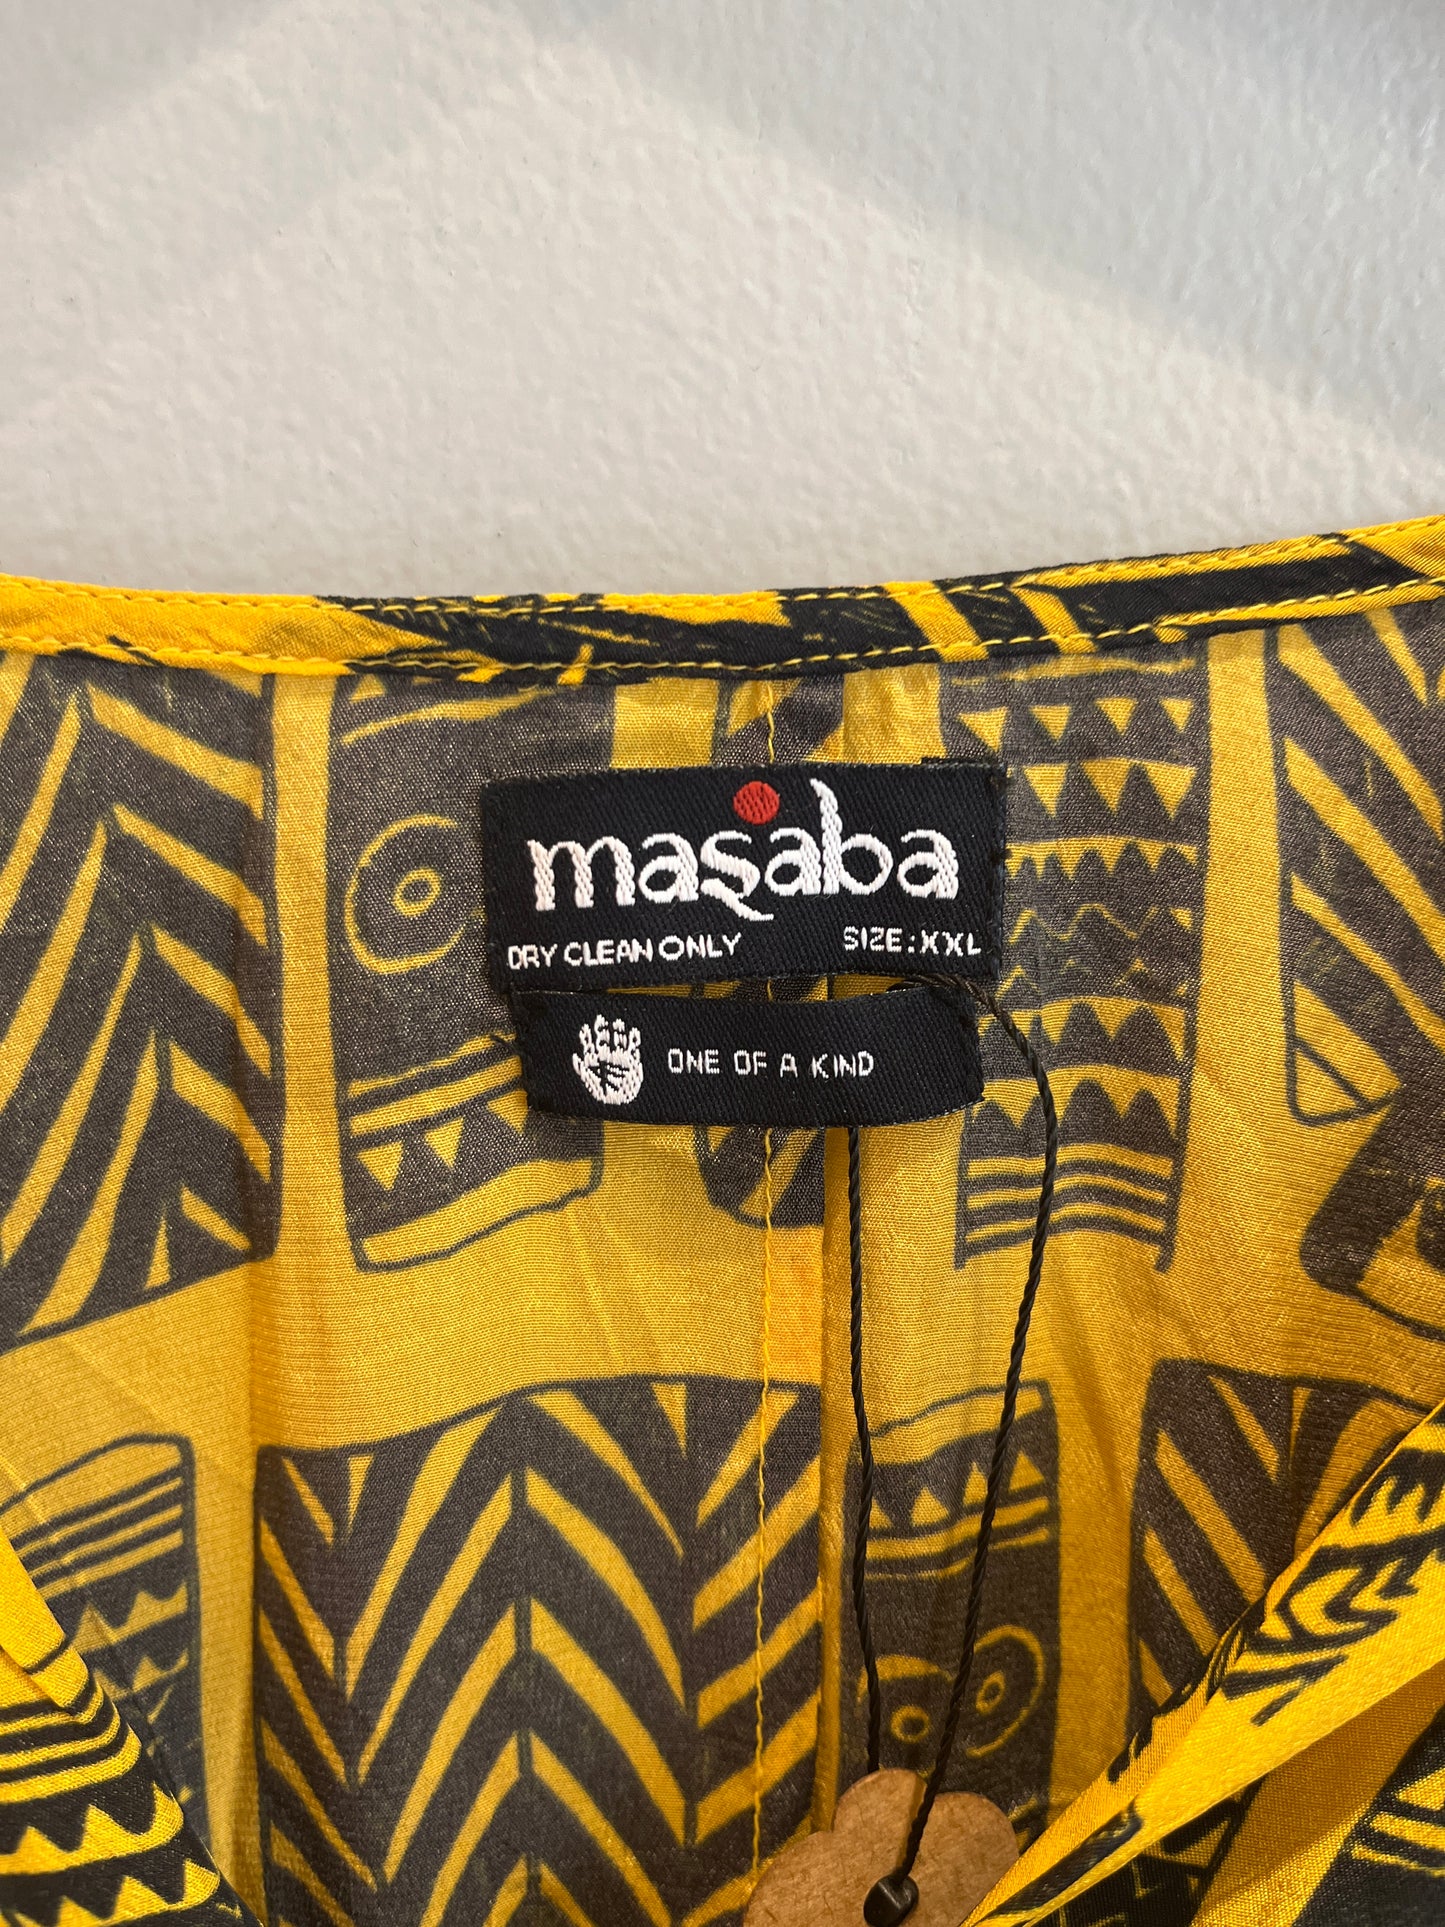 masaba
DRY CLEAN ONLY SIZE:XXL
ONE OF A KIND